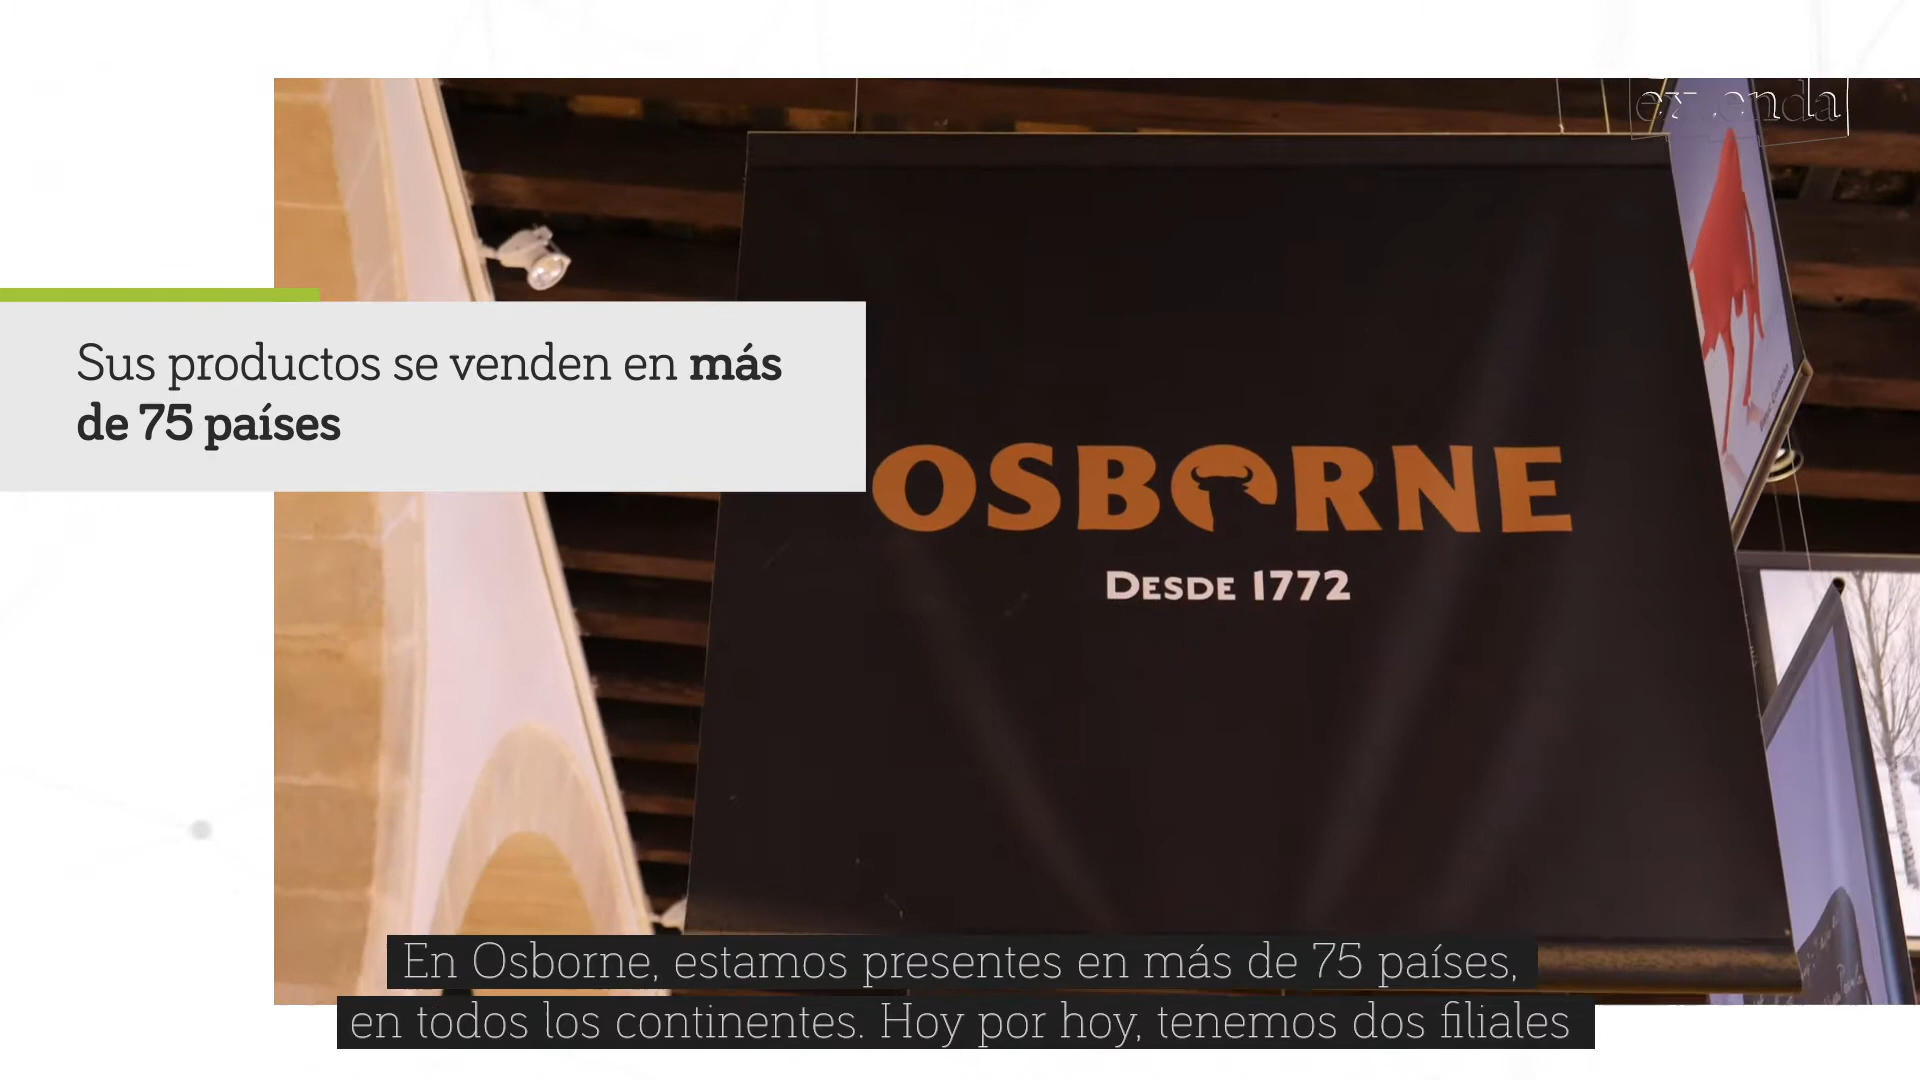 extenda
Sus productos se venden en más
de 75 países
OSBORNE
DESDE 1772
En Osborne, estamos presentes en más de 75 países,
en todos los continentes. Hoy por hoy, tenemos dos filiales